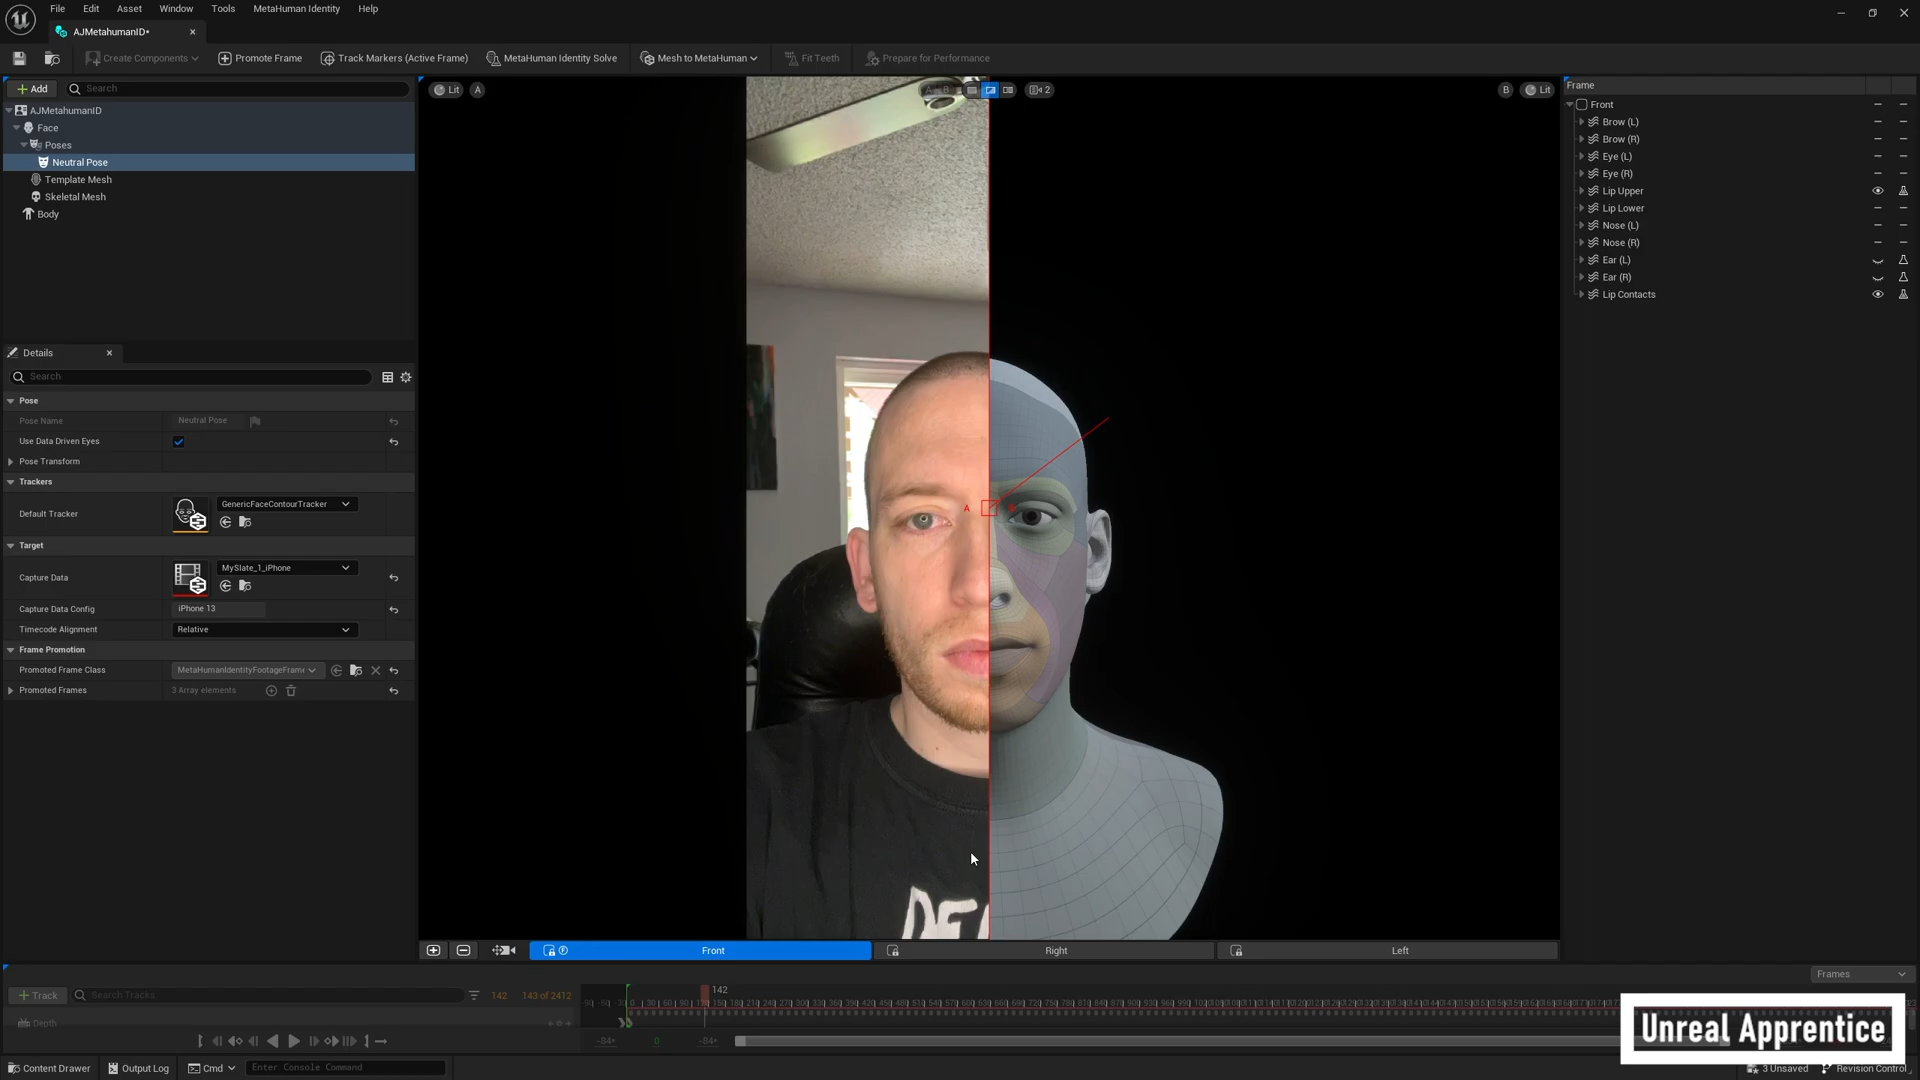 File Edit Asset Window Tools MetaHuman Identity Help
AJMetahumanID*
Create Components Promote Frame Track Markers (Active Frame) MetaHuman Identity Solve Mesh to MetaHuman Fit Teeth Prepare for Performance
+ Add Search
AJMetahumanID
Face
Poses
Neutral Pose
Template Mesh
Skeletal Mesh
Body
Details
Search
Pose
Pose Name Neutral Pose
Use Data Driven Eyes
Pose Transform
Trackers
Default Tracker GenericFaceContourTracker
Target
Capture Data MySlate_1_iPhone
Capture Data Config iPhone 13
Timecode Alignment Relative
Frame Promotion
Promoted Frame Class MetaHumanIdentityFootageFrame
Promoted Frames 3 Array elements
Lit A
2
B Lit
A
Front Right Left
Frame
Front
Brow (L)
Brow (R)
Eye (L)
Eye (R)
Lip Upper
Lip Lower
Nose (L)
Nose (R)
Ear (L)
Ear (R)
Lip Contacts
Frames
+ Track Search Tracks 142 143 of 2412
142
Depth
-84+ 0 -84+
Unreal Apprentice
Content Drawer Output Log Cmd Enter Console Command
3 Unsaved Revision Control